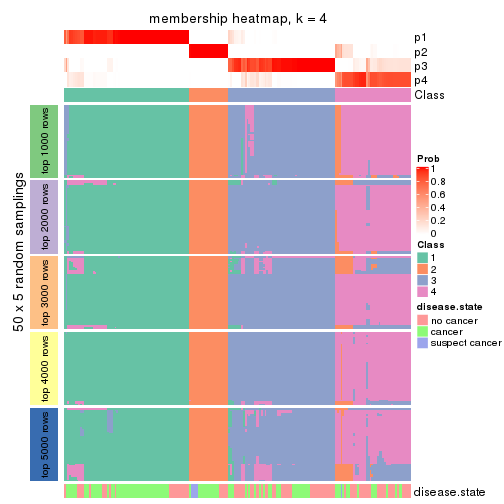 membership heatmap, k = 4
p1
p2
p3
p4
Class
50 x 5 random samplings
top 1000 rows
top 2000 rows
top 3000 rows
top 4000 rows
top 5000 rows
disease.state
Prob
1
0.8
0.6
0.4
0.2
0
Class
1
2
3
4
disease.state
no cancer
cancer
suspect cancer